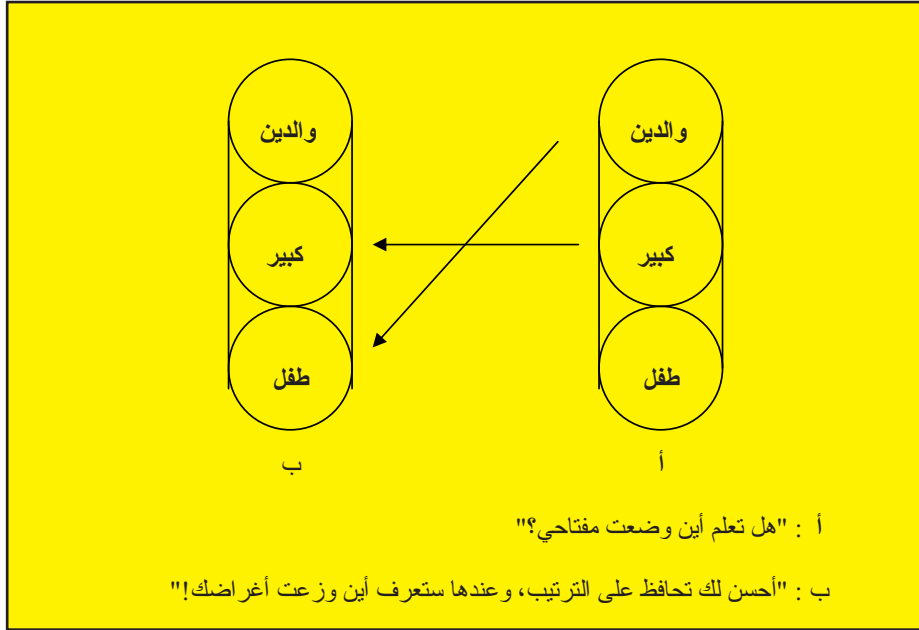 والدين
والدين
كبير
كبير
طفل
طفل
أ
ب
أ : "هل تعلم أين وضعت مفتاحي؟"
ب : "أحسن لك تحافظ على الترتيب، وعندها ستعرف أين وزعت أغراضك!"